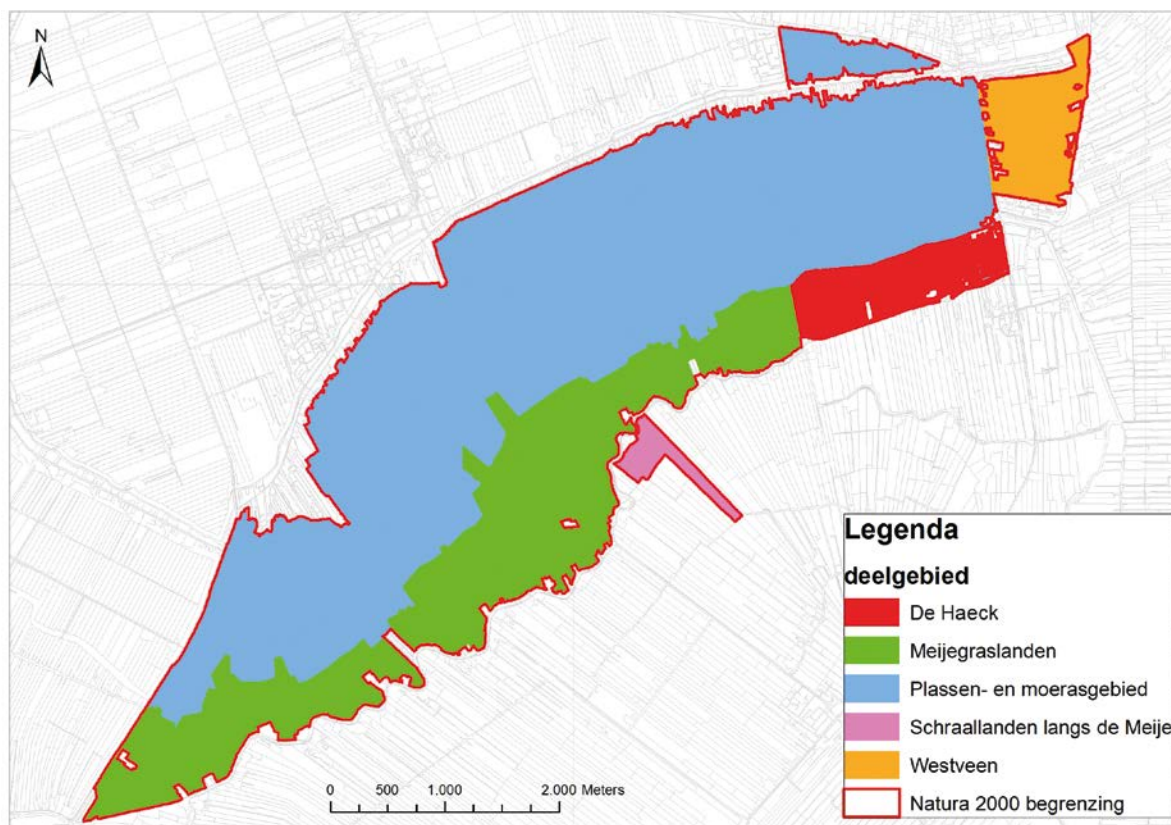 N
Legenda
deelgebied
De Haeck
Meijegraslanden
Plassen- en moerasgebied
Schraallanden langs de Meije
Westveen
Natura 2000 begrenzing
0 500 1.000 2.000 Meters